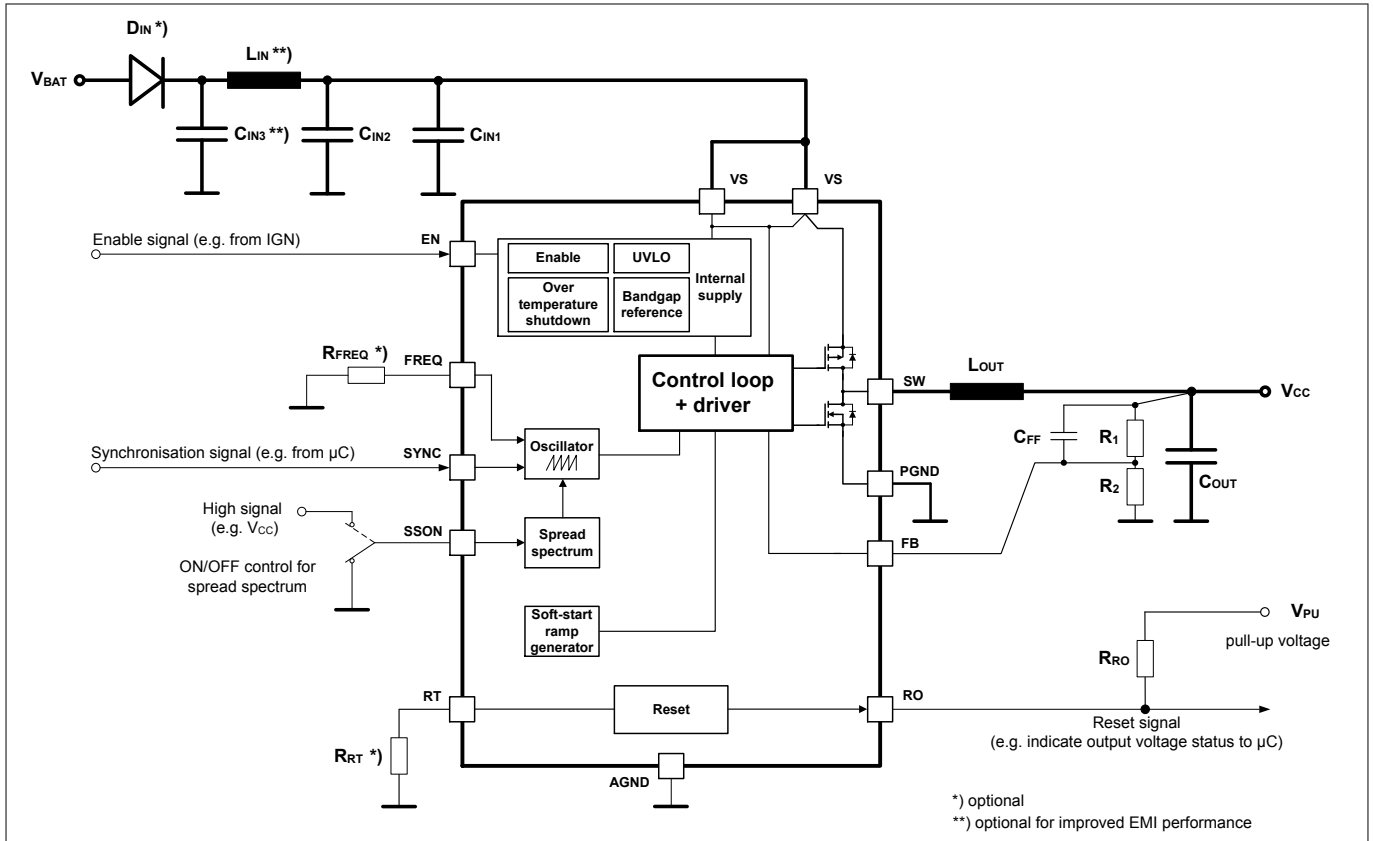 DIN *)
LIN **)
VBAT
CIN3 **)
CIN2
CIN1
VS
VS
Enable signal (e.g. from IGN)
EN
Enable
UVLO
Internal
supply
Over
temperature
shutdown
Bandgap
reference
RFREQ *)
FREQ
Control loop
+ driver
SW
LOUT
VCC
CFF
R1
R2
COUT
Synchronisation signal (e.g. from µC)
SYNC
Oscillator
PGND
High signal
(e.g. VCC)
SSON
Spread
spectrum
FB
ON/OFF control for
spread spectrum
Soft-start
ramp
generator
VPU
pull-up voltage
RRO
RT
Reset
RO
Reset signal
(e.g. indicate output voltage status to µC)
RRT *)
AGND
*) optional
**) optional for improved EMI performance